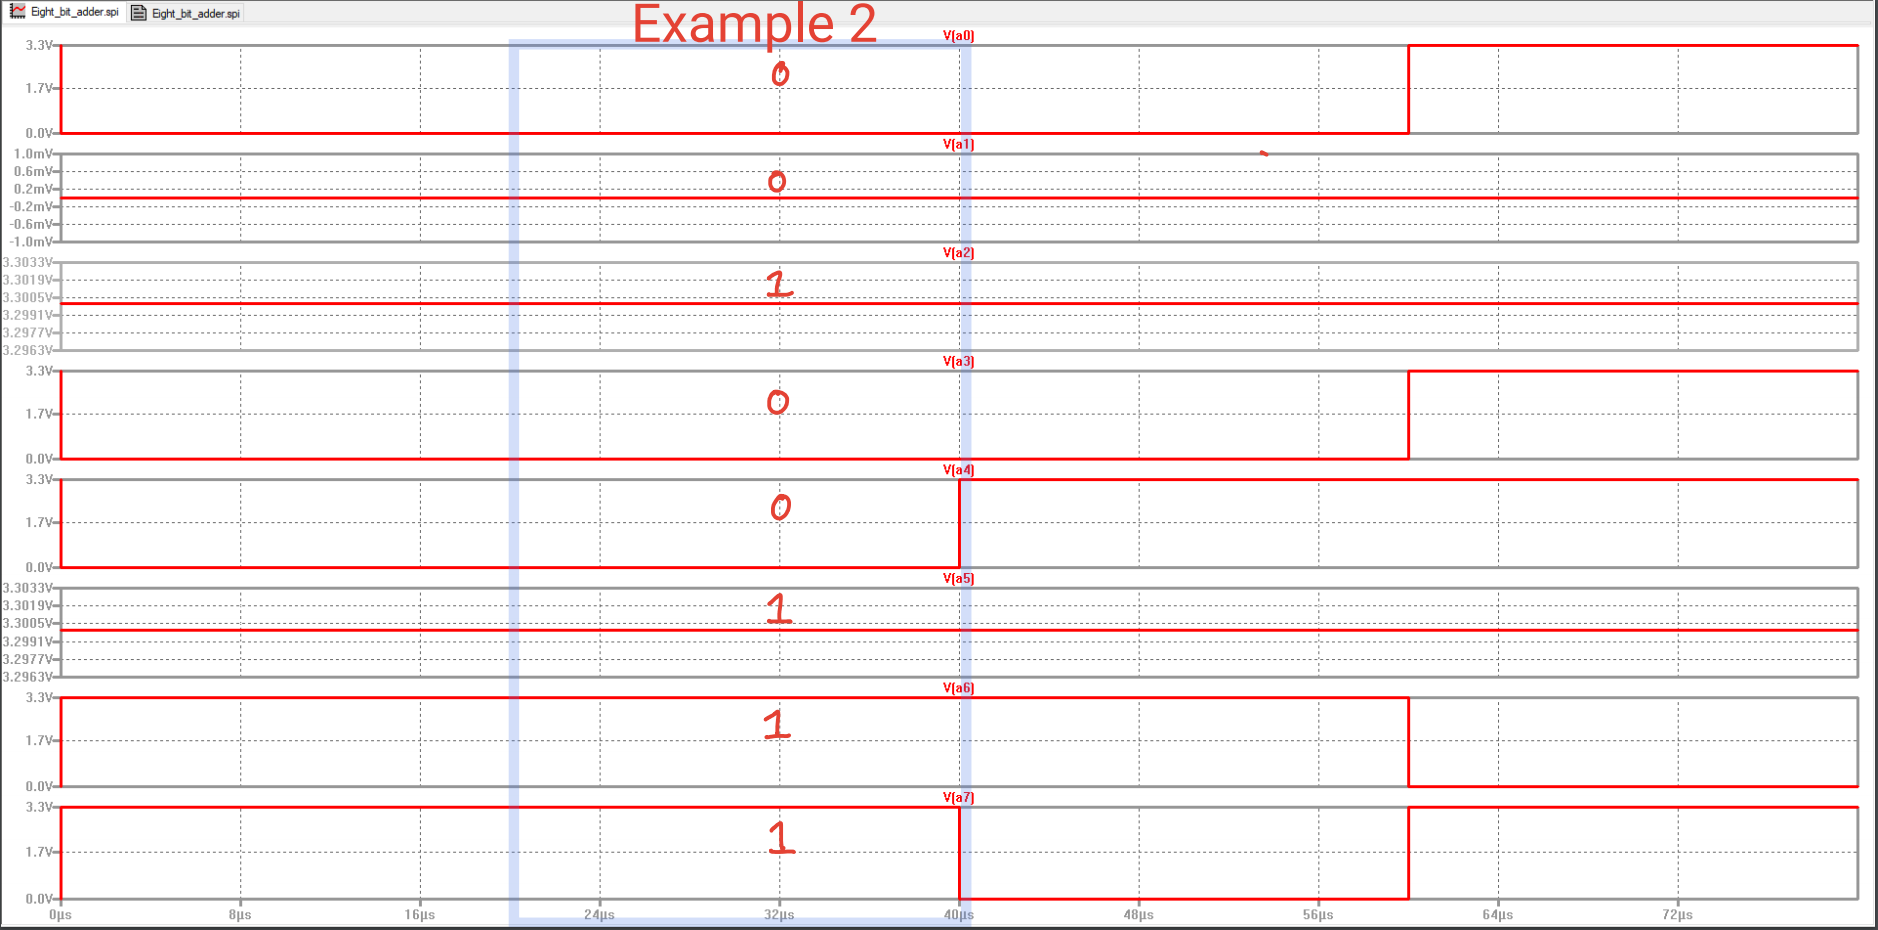 Eight_bit_adder.spi Eight_bit_adder.spi
Example 2
V(a0)
3.3V
0
1.7V
0.0V
V(a1)
1.0mV
0.6mV
0
0.2mV
-0.2mV
-0.6mV
-1.0mV
V(a2)
3.3033V
3.3019V
1
3.3005V
3.2991V
3.2977V
3.2963V
V(a3)
3.3V
0
1.7V
0.0V
V(a4)
3.3V
0
1.7V
0.0V
V(a5)
3.3033V
3.3019V
1
3.3005V
3.2991V
3.2977V
3.2963V
V(a6)
3.3V
1
1.7V
0.0V
V(a7)
3.3V
1
1.7V
0.0V
0µs 8µs 16µs 24µs 32µs 40µs 48µs 56µs 64µs 72µs